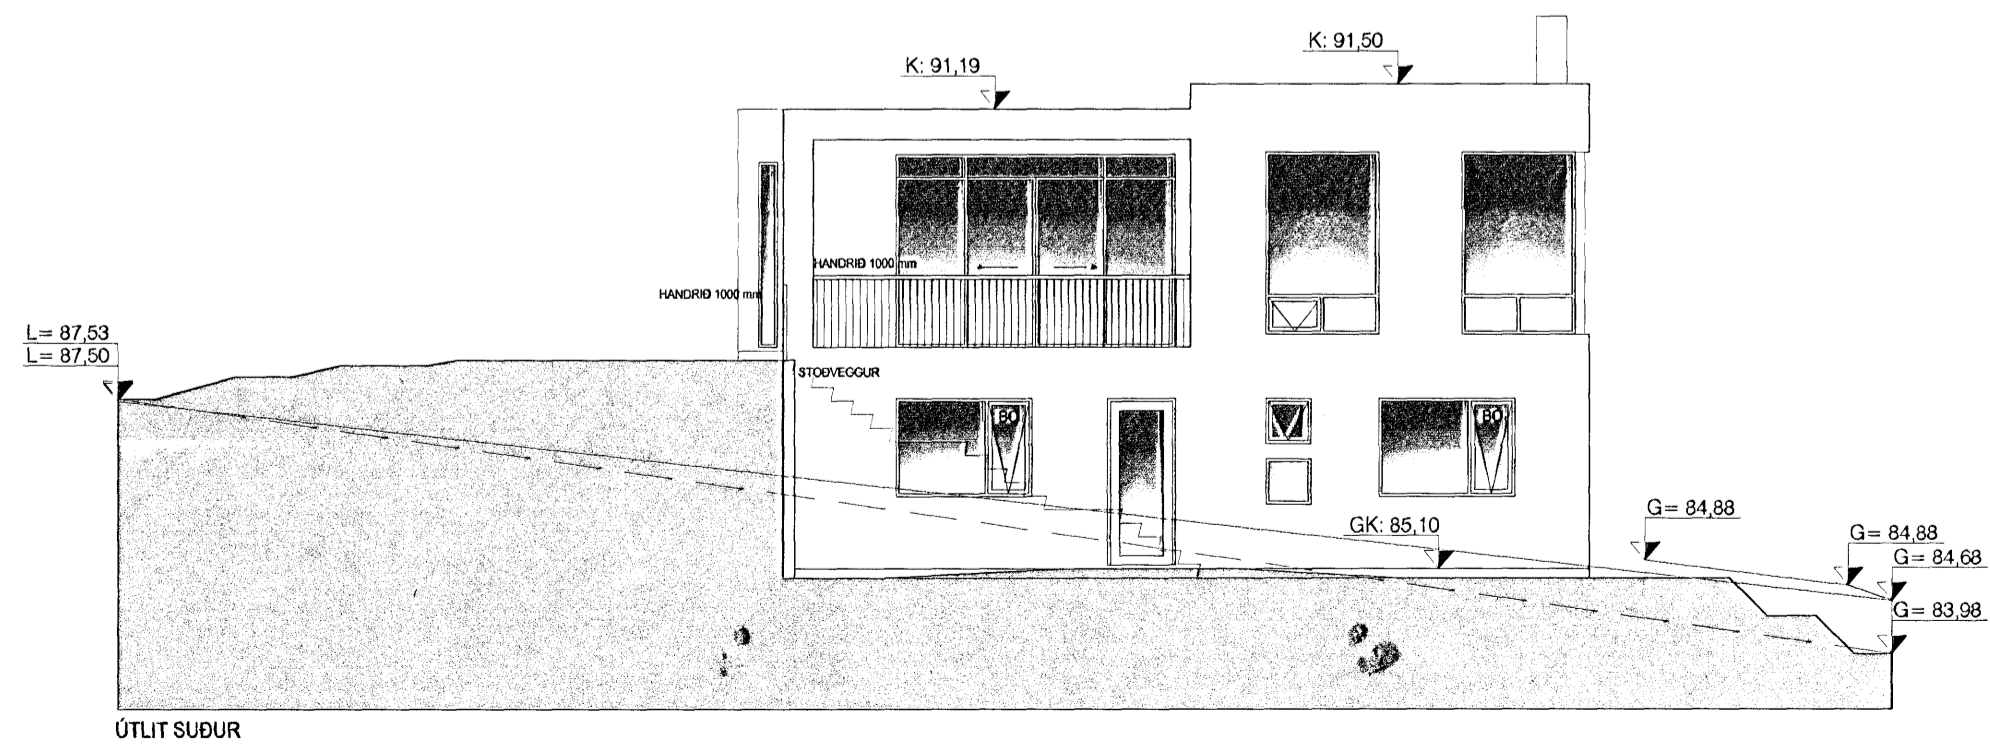 K: 91,50
K: 91,19
HANDRIÐ 1000 mm
HANDRIÐ 1000 mm
L= 87,53
L= 87,50
STOÐVEGGUR
BO
BO
G= 84,88
GK: 85,10
G= 84,88
G= 84,68
G= 83,98
ÚTLIT SUÐUR